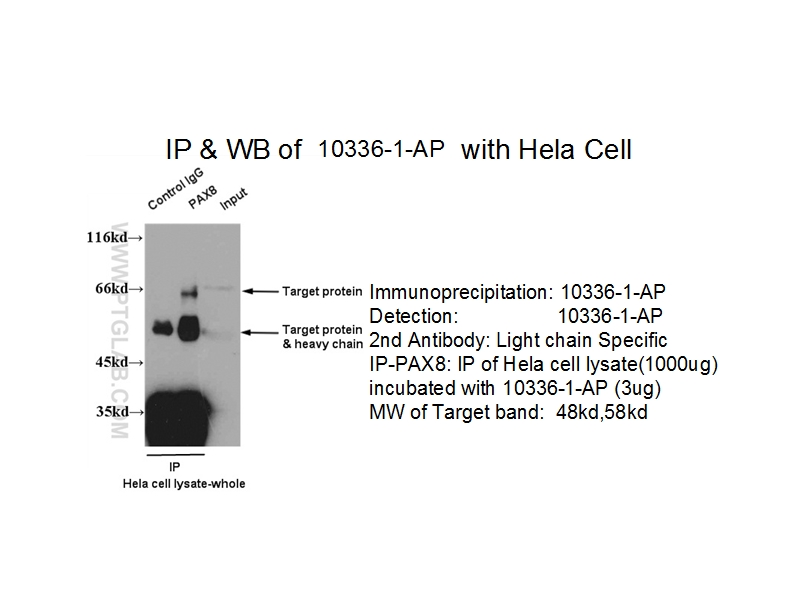 IP & WB of 10336-1-AP with Hela Cell
Control IgG
PAX8
Input
116kd→
66kd→
45kd→
35kd→
WWW.PTGLAB.COM
Target protein
Target protein
& heavy chain
IP
Hela cell lysate-whole
Immunoprecipitation: 10336-1-AP
Detection: 10336-1-AP
2nd Antibody: Light chain Specific
IP-PAX8: IP of Hela cell lysate(1000ug)
incubated with 10336-1-AP (3ug)
MW of Target band: 48kd,58kd